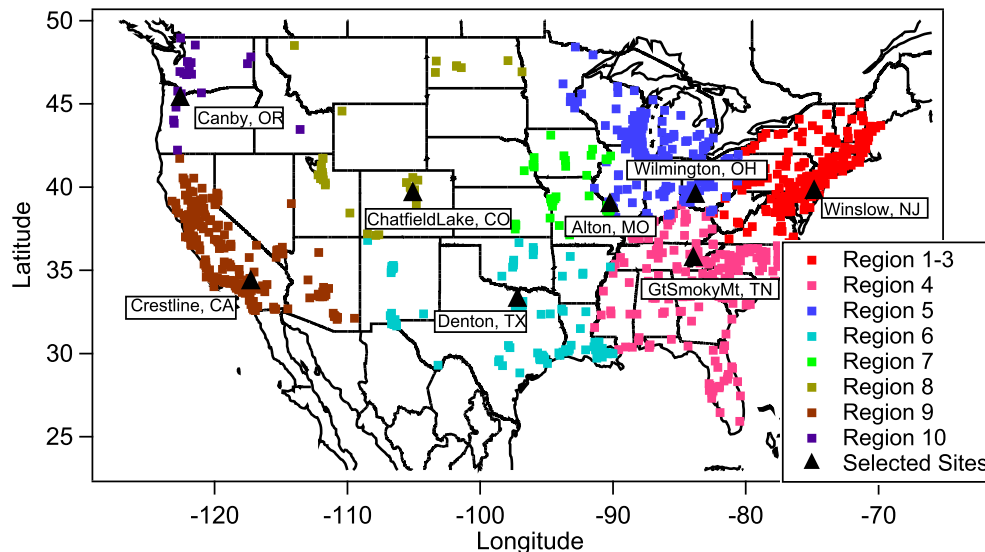 50
45
40
35
30
25
Latitude
Canby, OR
Wilmington, OH
ChatfieldLake, CO
Alton, MO
Winslow, NJ
Crestline, CA
Denton, TX
GtSmokyMt, TN
Region 1-3
Region 4
Region 5
Region 6
Region 7
Region 8
Region 9
Region 10
Selected Sites
-120
-110
-100
-90
-80
-70
Longitude